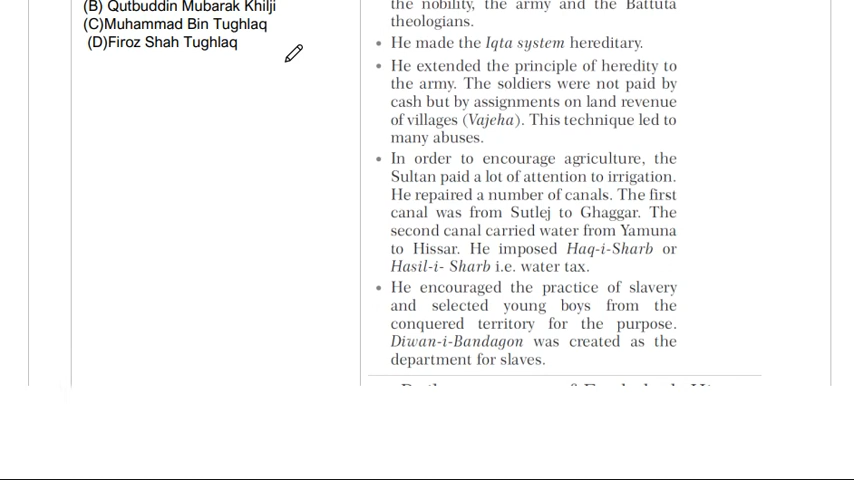 (B) Qutbuddin Mubarak Khilji
(C)Muhammad Bin Tughlaq
(D)Firoz Shah Tughlaq
the nobility, the army and the Battuta
theologians.
• He made the Iqta system hereditary.
• He extended the principle of heredity to
the army. The soldiers were not paid by
cash but by assignments on land revenue
of villages (Vajeha). This technique led to
many abuses.
• In order to encourage agriculture, the
Sultan paid a lot of attention to irrigation.
He repaired a number of canals. The first
canal was from Sutlej to Ghaggar. The
second canal carried water from Yamuna
to Hissar. He imposed Haq-i-Sharb or
Hasil-i- Sharb i.e. water tax.
• He encouraged the practice of slavery
and selected young boys from the
conquered territory for the purpose.
Diwan-i-Bandagon was created as the
department for slaves.